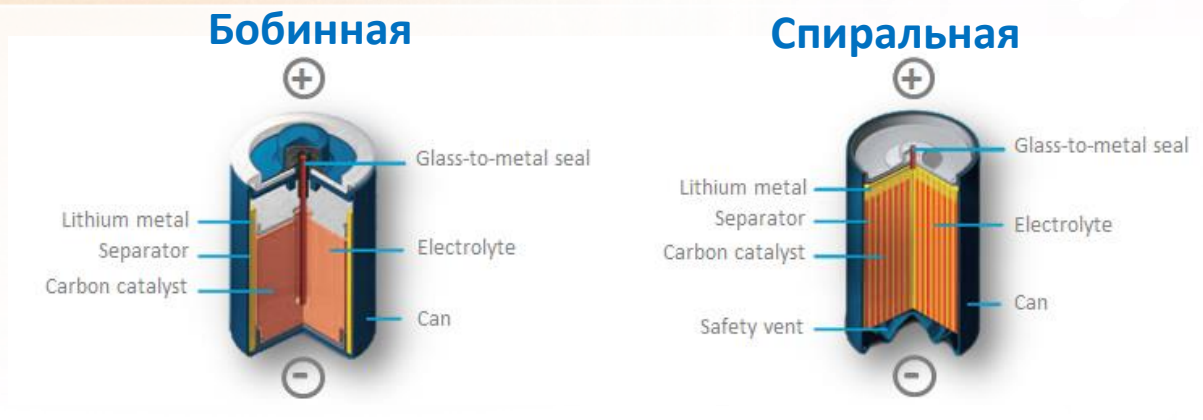 Бобинная
+
Glass-to-metal seal
Lithium metal
Separator
Electrolyte
Carbon catalyst
Can
-
Спиральная
+
Glass-to-metal seal
Lithium metal
Separator
Electrolyte
Carbon catalyst
Can
Safety vent
-